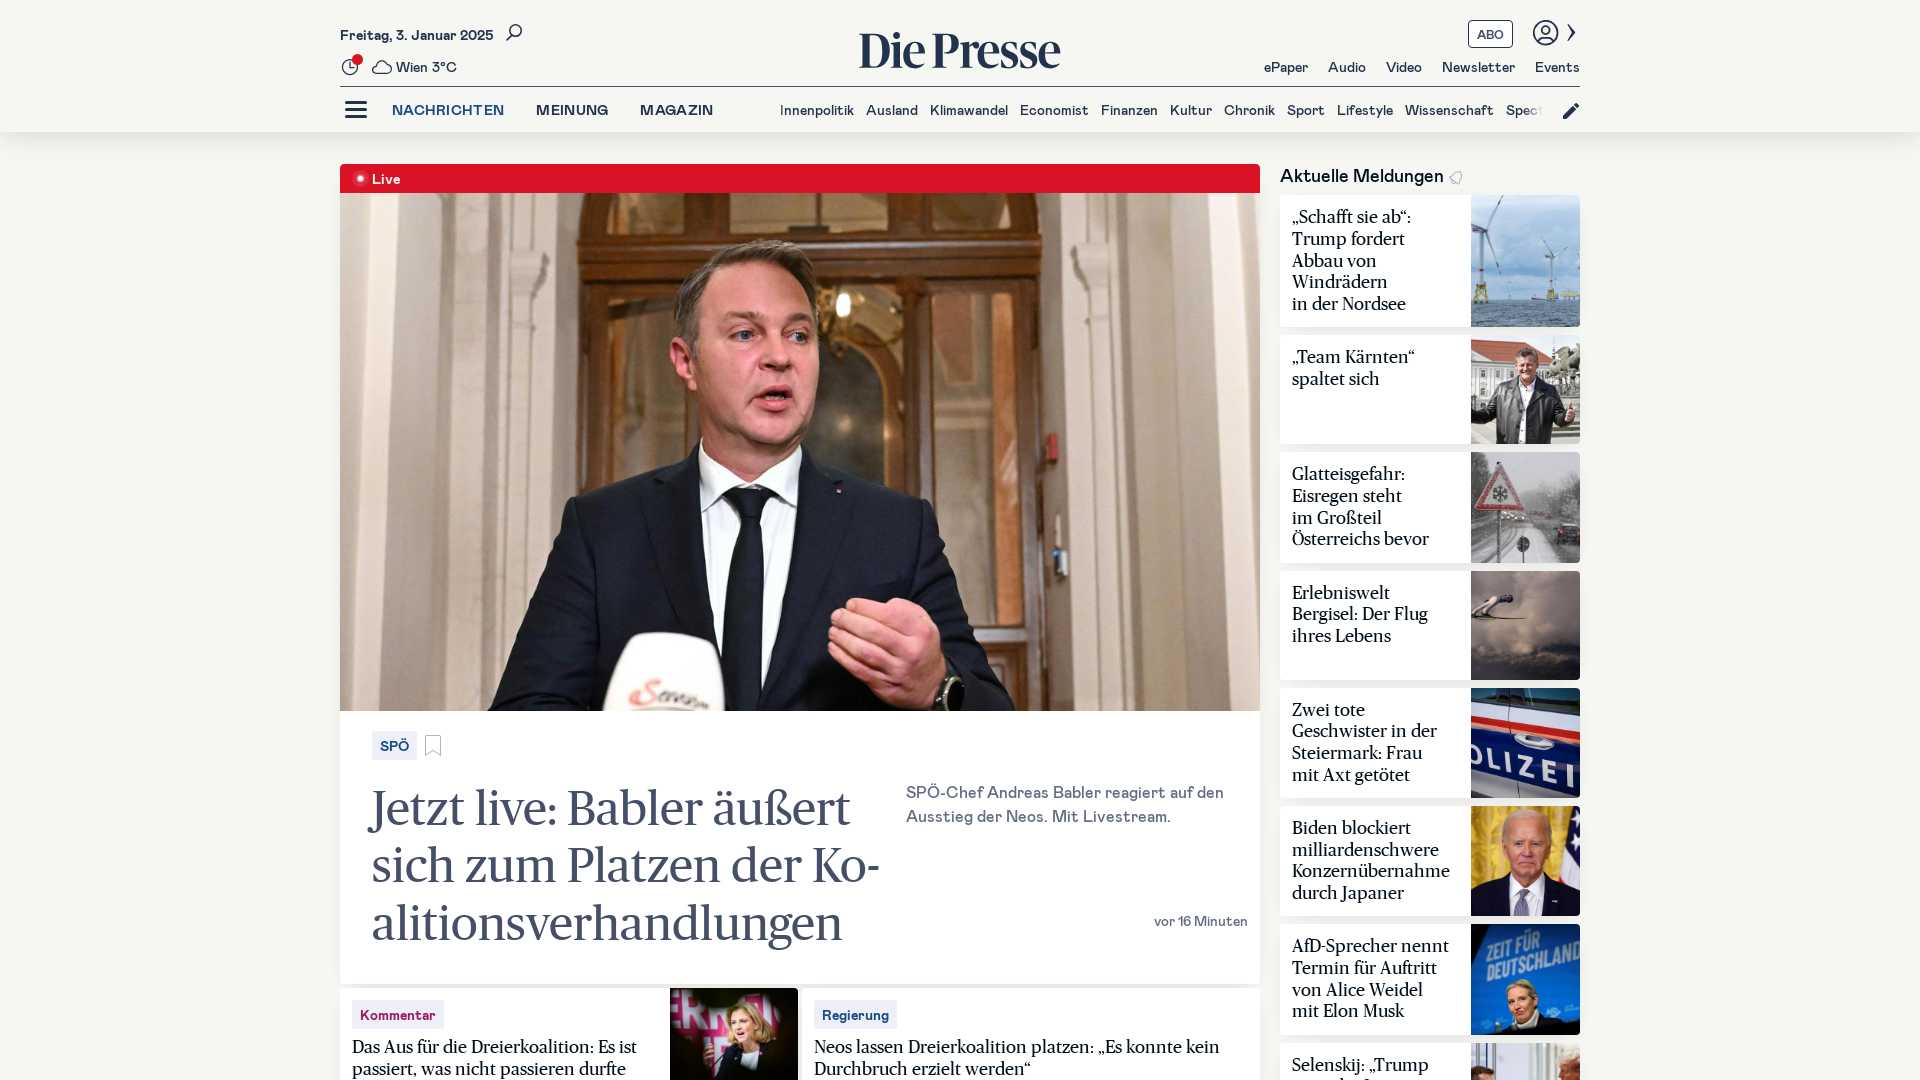 Freitag, 3. Januar 2025
Wien 3°C
Die Presse
ABO
ePaper Audio Video Newsletter Events
NACHRICHTEN MEINUNG MAGAZIN
Innenpolitik Ausland Klimawandel Economist Finanzen Kultur Chronik Sport Lifestyle Wissenschaft Spect
Live
SPÖ
Jetzt live: Babler äußert
sich zum Platzen der Ko-
alitionsverhandlungen
SPÖ-Chef Andreas Babler reagiert auf den
Ausstieg der Neos. Mit Livestream.
vor 16 Minuten
Kommentar
Das Aus für die Dreierkoalition: Es ist
passiert, was nicht passieren durfte
Regierung
Neos lassen Dreierkoalition platzen: „Es konnte kein
Durchbruch erzielt werden“
Aktuelle Meldungen
„Schafft sie ab“:
Trump fordert
Abbau von
Windrädern
in der Nordsee
„Team Kärnten“
spaltet sich
Glatteisgefahr:
Eisregen steht
im Großteil
Österreichs bevor
Erlebniswelt
Bergisel: Der Flug
ihres Lebens
Zwei tote
Geschwister in der
Steiermark: Frau
mit Axt getötet
OLIZEI
Biden blockiert
milliardenschwere
Konzernübernahme
durch Japaner
AfD-Sprecher nennt
Termin für Auftritt
von Alice Weidel
mit Elon Musk
ZEIT FÜR
DEUTSCHLAND
Selenskij: „Trump